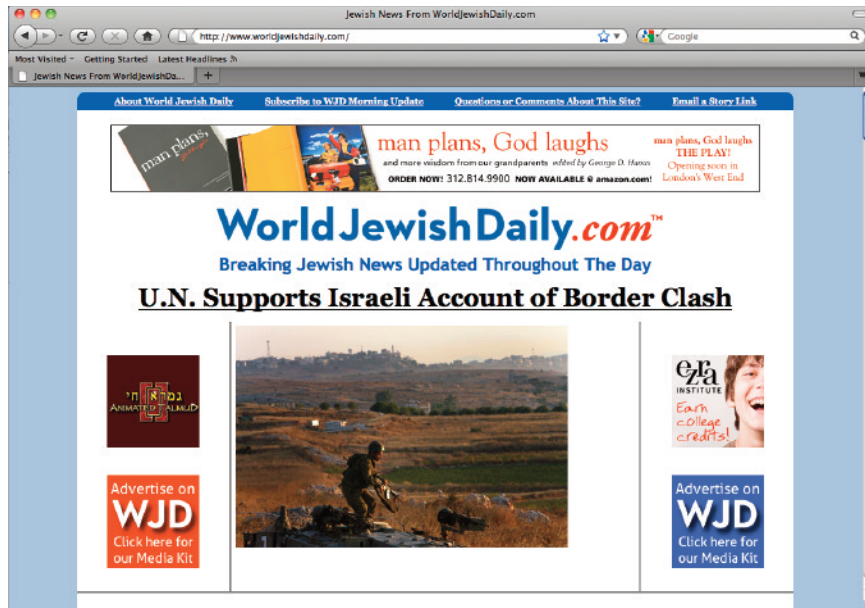 Jewish News From WorldJewishDaily.com
http://www.worldjewishdaily.com/
Google
Most Visited
Getting Started
Latest Headlines
Jewish News From WorldJewishDa...
About World Jewish Daily
Subscribe to WJD Morning Update
Questions or Comments About This Site?
Email a Story Link
man plans,
man plans, God laughs
and more wisdom from our grandparents edited by George D. Hanus
ORDER NOW! 312.814.9900 NOW AVAILABLE @ amazon.com!
man plans, God laughs
THE PLAY!
Opening soon in
London's West End
WorldJewishDaily.com™
Breaking Jewish News Updated Throughout The Day
U.N. Supports Israeli Account of Border Clash
גמרא חי
ANIMATED TALMUD
ezra
INSTITUTE
Earn
college
credits!
Advertise on
WJD
Click here for
our Media Kit
Advertise on
WJD
Click here for
our Media Kit